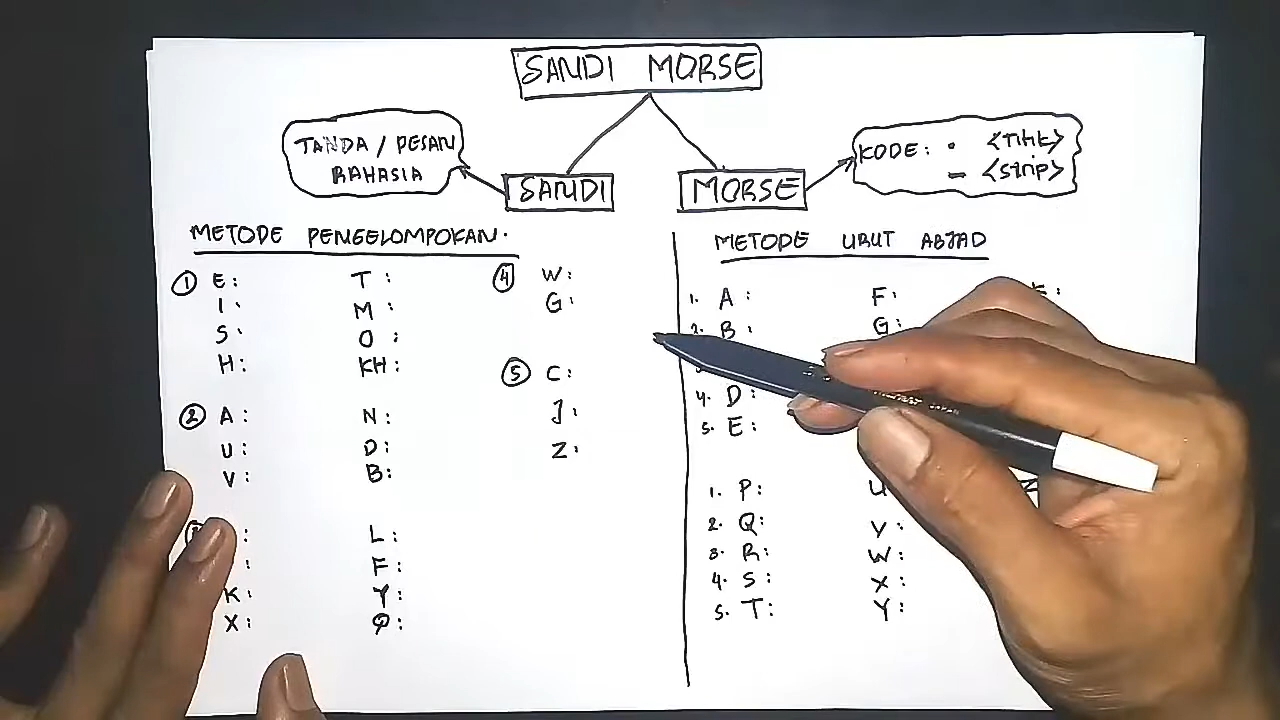 SANDI MORSE
TANDA / PESAN
RAHASIA
SANDI
MORSE
KODE: • <Titik>
– <Strip>
METODE PENGELOMPOKAN.
① E: T:
I: M:
S: O:
H: KH:
② A: N:
U: D:
V: B:
: L:
: F:
K: Y:
X: Q:
④ W:
G:
⑤ C:
J:
Z:
METODE URUT ABJAD
1. A: F:
2. B: G:
4. D:
5. E:
1. P: U
2. Q: V:
3. R: W:
4. S: X:
5. T: Y: